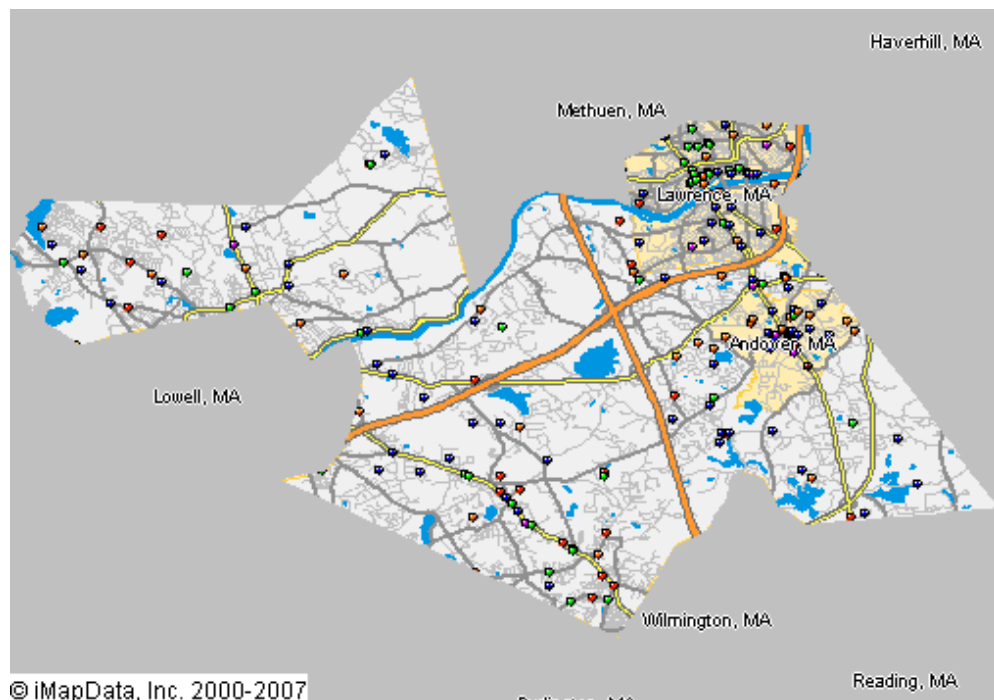 Haverhill, MA
Methuen, MA
Lawrence, MA
Andover, MA
Lowell, MA
Wilmington, MA
Reading, MA
© iMapData, Inc. 2000-2007